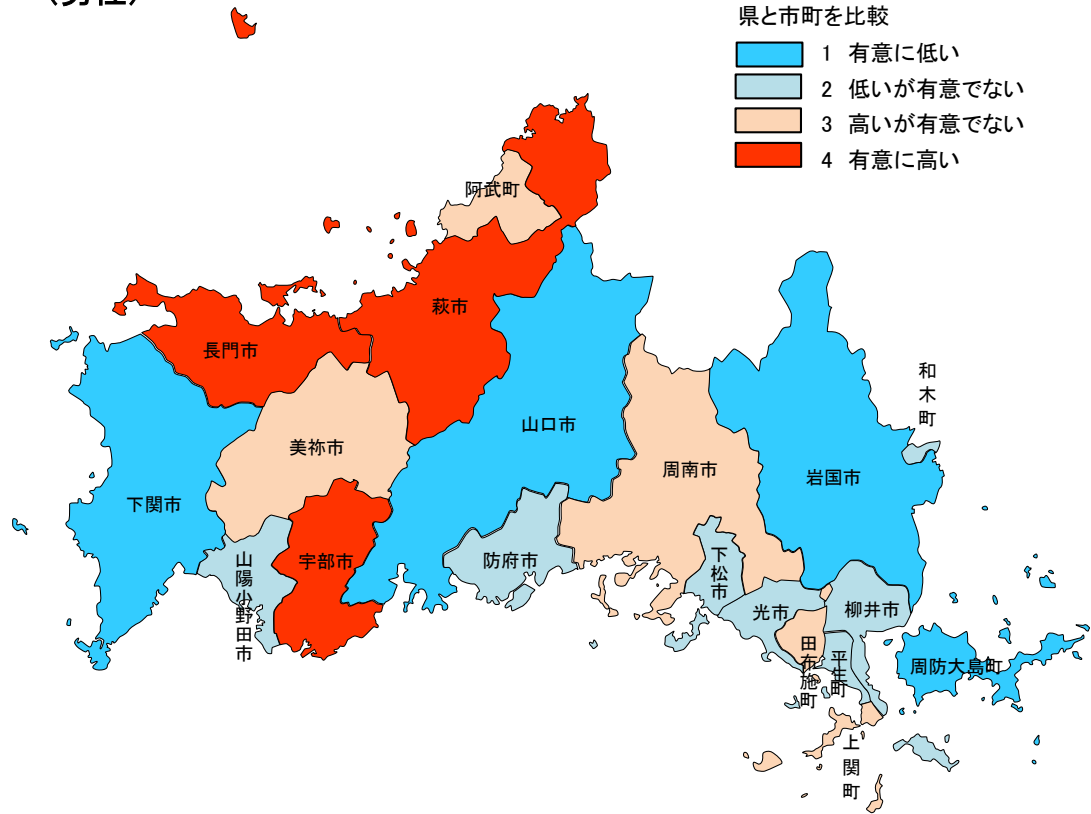 県と市町を比較
1 有意に低い
2 低いが有意でない
3 高いが有意でない
4 有意に高い
阿武町
萩市
長門市
和木町
山口市
美祢市
周南市
岩国市
下関市
宇部市
防府市
山陽小野田市
下松市
光市
柳井市
田布施町
平生町
周防大島町
上関町